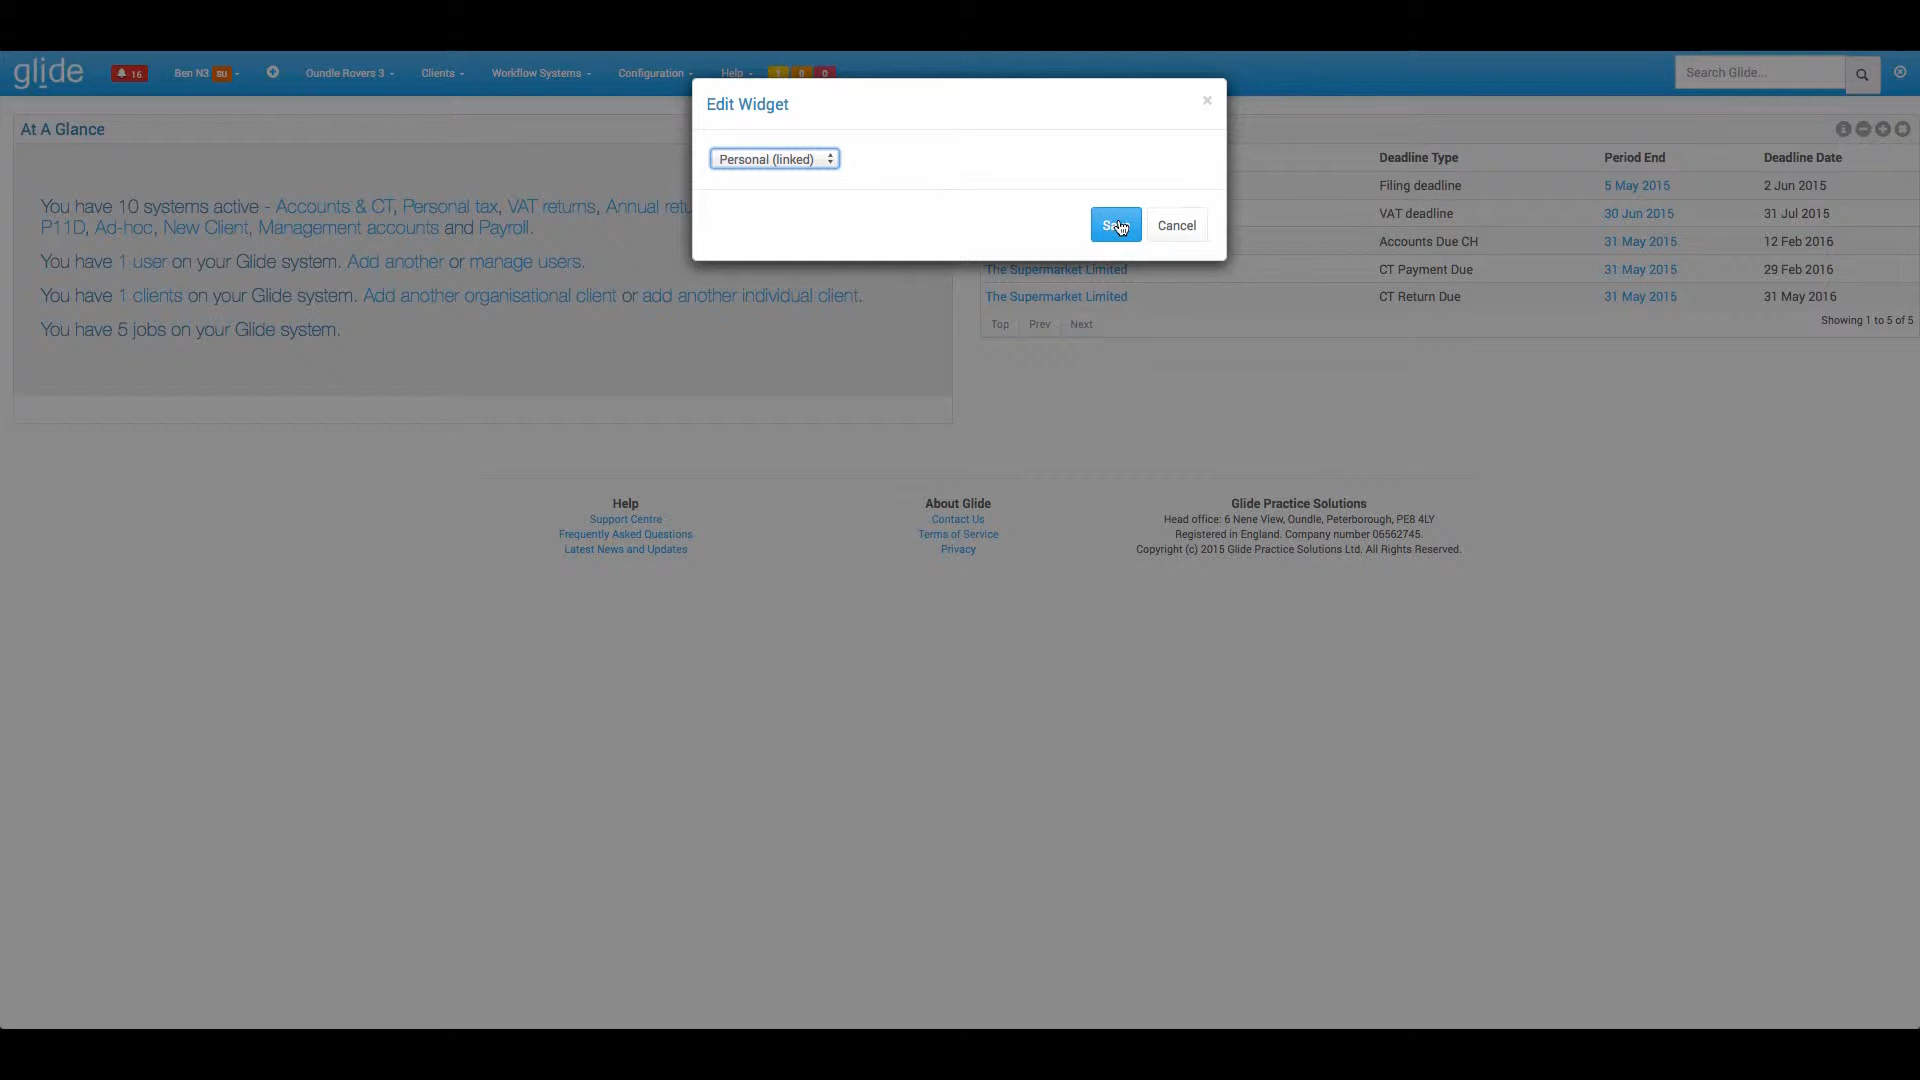 glide
16
Ben N3 su
Oundle Rovers 3
Clients
Workflow Systems
Configuration
Help
1 0 0
Search Glide...
Edit Widget
×
Personal (linked)
Cancel
At A Glance
You have 10 systems active - Accounts & CT, Personal tax, VAT returns, Annual
P11D, Ad-hoc, New Client, Management accounts and Payroll.
You have 1 user on your Glide system. Add another or manage users.
You have 1 clients on your Glide system. Add another organisational client or add another individual client.
You have 5 jobs on your Glide system.
Deadline Type Period End Deadline Date
Filing deadline 5 May 2015 2 Jun 2015
VAT deadline 30 Jun 2015 31 Jul 2015
Accounts Due CH 31 May 2015 12 Feb 2016
The Supermarket Limited CT Payment Due 31 May 2015 29 Feb 2016
The Supermarket Limited CT Return Due 31 May 2015 31 May 2016
Top Prev Next
Showing 1 to 5 of 5
Help
Support Centre
Frequently Asked Questions
Latest News and Updates
About Glide
Contact Us
Terms of Service
Privacy
Glide Practice Solutions
Head office: 6 Nene View, Oundle, Peterborough, PE8 4LY
Registered in England. Company number 06562745.
Copyright (c) 2015 Glide Practice Solutions Ltd. All Rights Reserved.